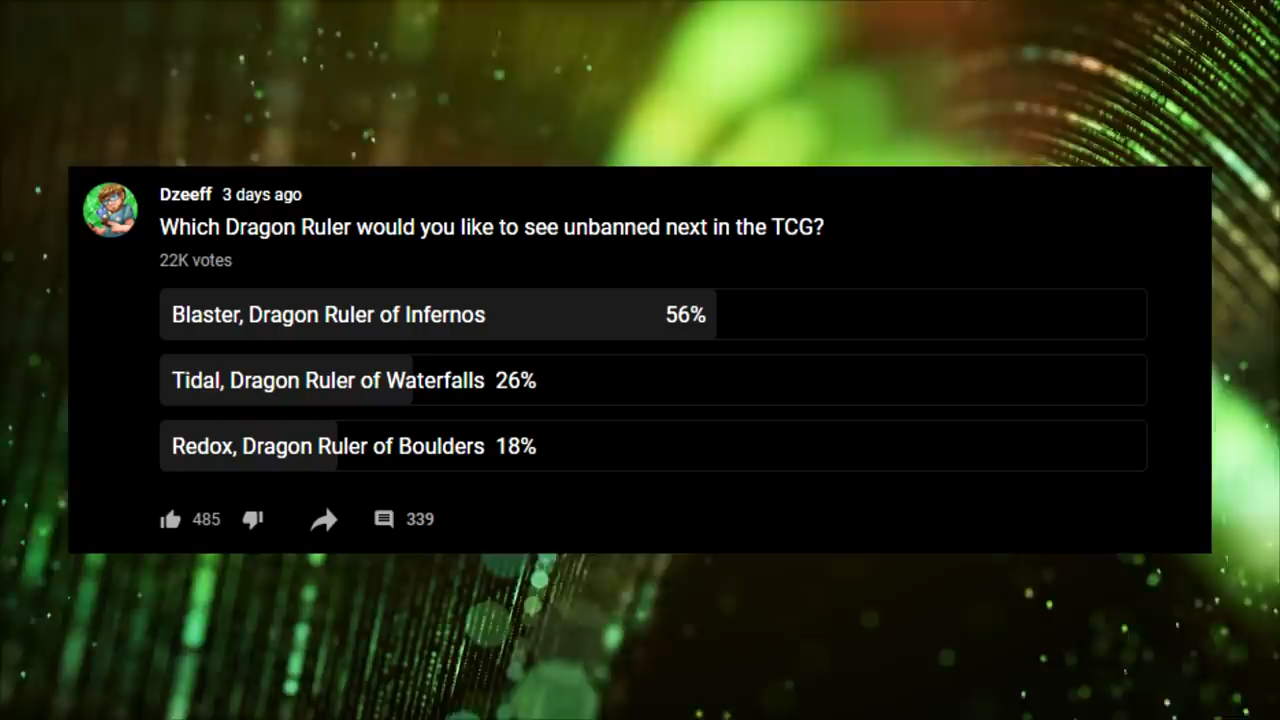 Dzeeff 3 days ago
Which Dragon Ruler would you like to see unbanned next in the TCG?
22K votes
Blaster, Dragon Ruler of Infernos 56%
Tidal, Dragon Ruler of Waterfalls 26%
Redox, Dragon Ruler of Boulders 18%
485 339